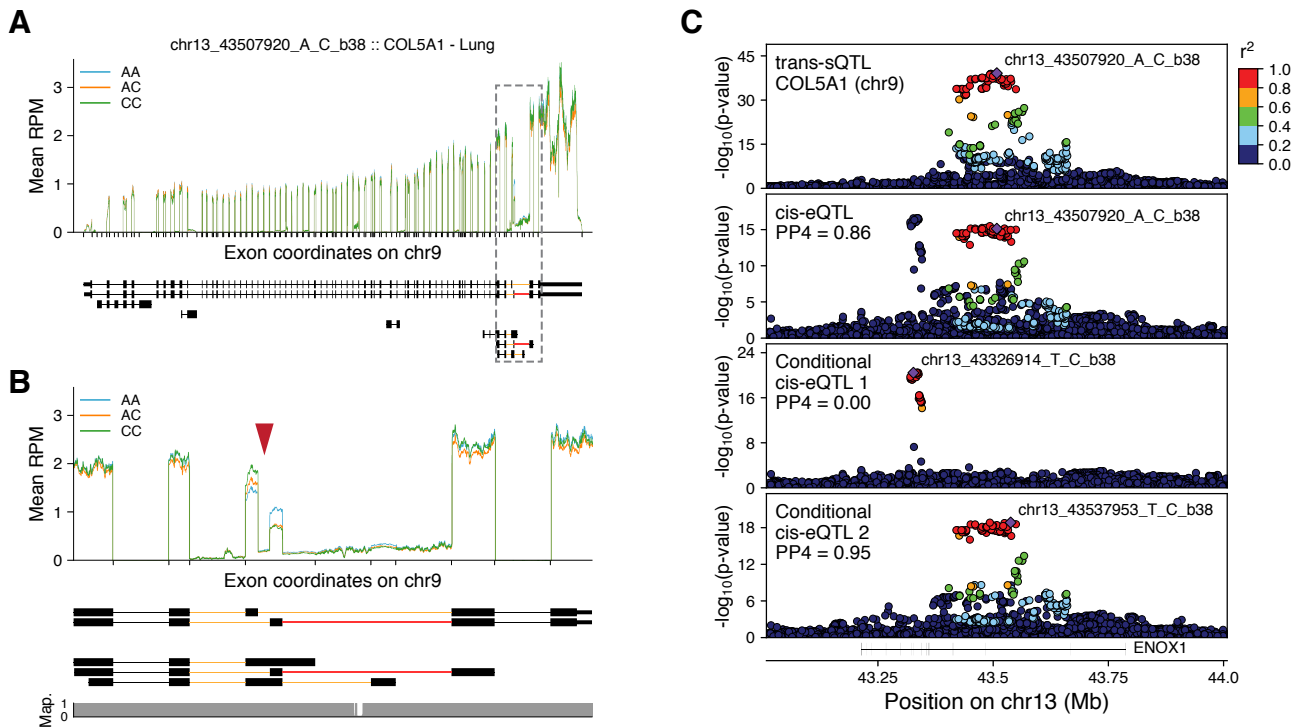 A
chr13_43507920_A_C_b38 :: COL5A1 - Lung
AA
AC
CC
Mean RPM
3
2
1
0
Exon coordinates on chr9
B
AA
AC
CC
Mean RPM
3
2
1
0
Exon coordinates on chr9
Map.
1
0
C
r2
1.0
0.8
0.6
0.4
0.2
0.0
trans-sQTL
COL5A1 (chr9)
chr13_43507920_A_C_b38
-log10(p-value)
45
30
15
0
cis-eQTL
PP4 = 0.86
chr13_43507920_A_C_b38
-log10(p-value)
15
10
5
0
Conditional
cis-eQTL 1
PP4 = 0.00
chr13_43326914_T_C_b38
-log10(p-value)
24
16
8
0
Conditional
cis-eQTL 2
PP4 = 0.95
chr13_43537953_T_C_b38
-log10(p-value)
18
12
6
0
ENOX1
43.25 43.5 43.75 44.0
Position on chr13 (Mb)